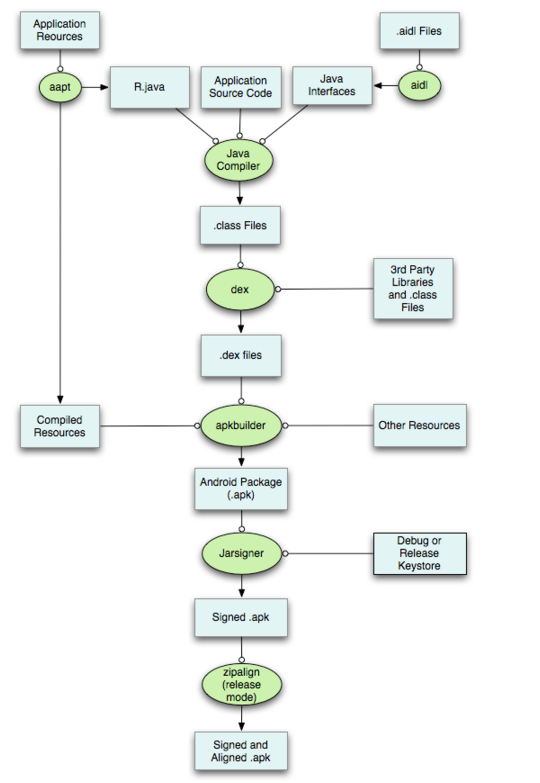 Application
Reources
.aidl Files
aapt
R.java
Application
Source Code
Java
Interfaces
aidl
Java
Compiler
.class Files
dex
3rd Party
Libraries
and .class
Files
.dex files
Compiled
Resources
apkbuilder
Other Resources
Android Package
(.apk)
Jarsigner
Debug or
Release
Keystore
Signed .apk
zipalign
(release
mode)
Signed and
Aligned .apk